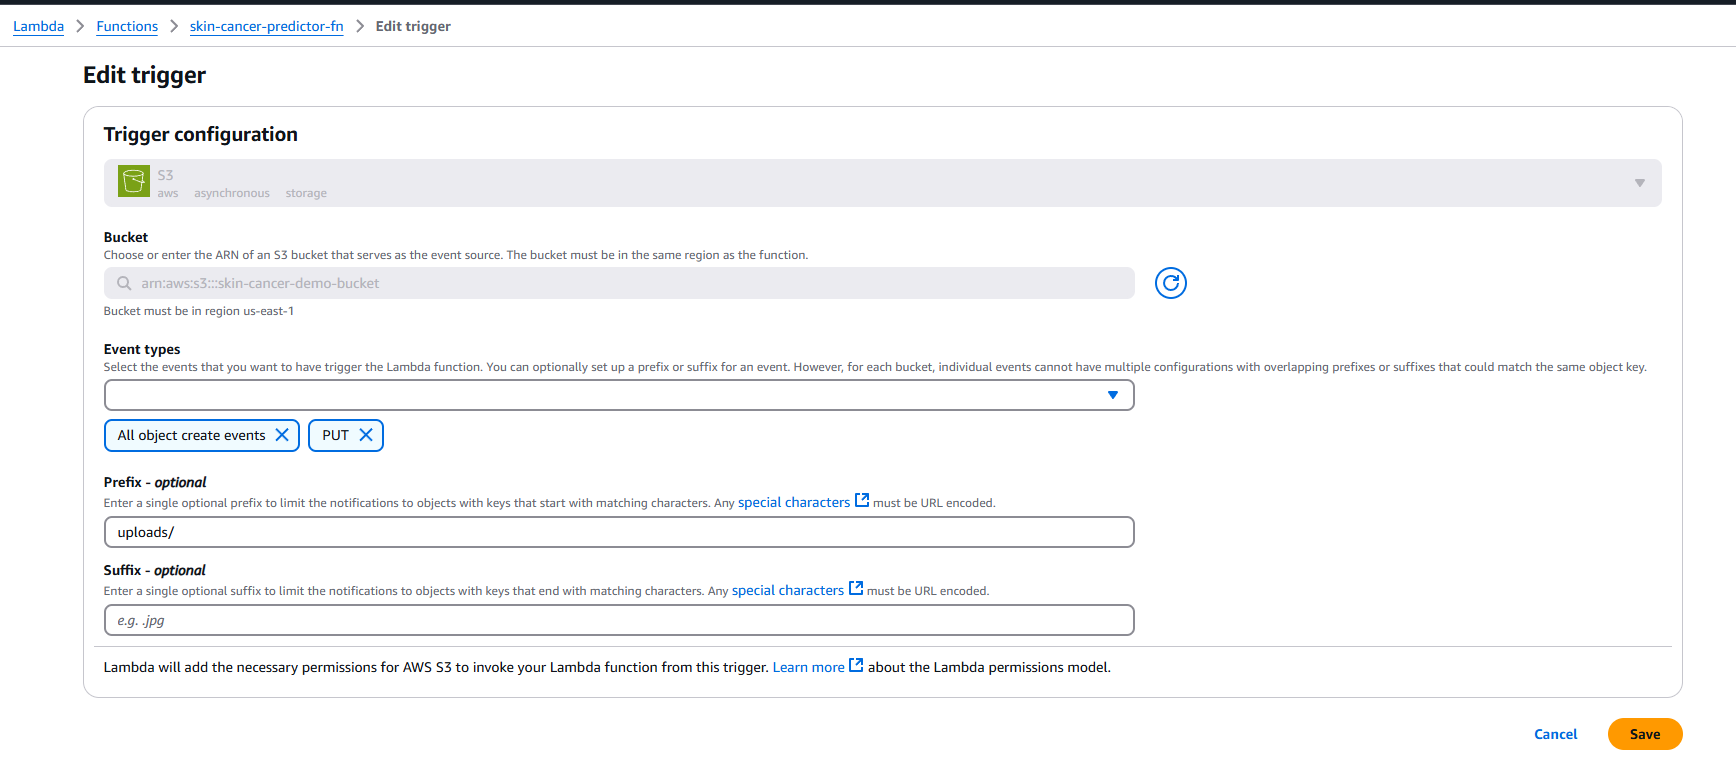 Lambda > Functions > skin-cancer-predictor-fn > Edit trigger
Edit trigger
Trigger configuration
S3
aws asynchronous storage
Bucket
Choose or enter the ARN of an S3 bucket that serves as the event source. The bucket must be in the same region as the function.
arn:aws:s3:::skin-cancer-demo-bucket
Bucket must be in region us-east-1
Event types
Select the events that you want to have trigger the Lambda function. You can optionally set up a prefix or suffix for an event. However, for each bucket, individual events cannot have multiple configurations with overlapping prefixes or suffixes that could match the same object key.
All object create events PUT
Prefix - optional
Enter a single optional prefix to limit the notifications to objects with keys that start with matching characters. Any special characters must be URL encoded.
uploads/
Suffix - optional
Enter a single optional suffix to limit the notifications to objects with keys that end with matching characters. Any special characters must be URL encoded.
e.g. .jpg
Lambda will add the necessary permissions for AWS S3 to invoke your Lambda function from this trigger. Learn more about the Lambda permissions model.
Cancel Save